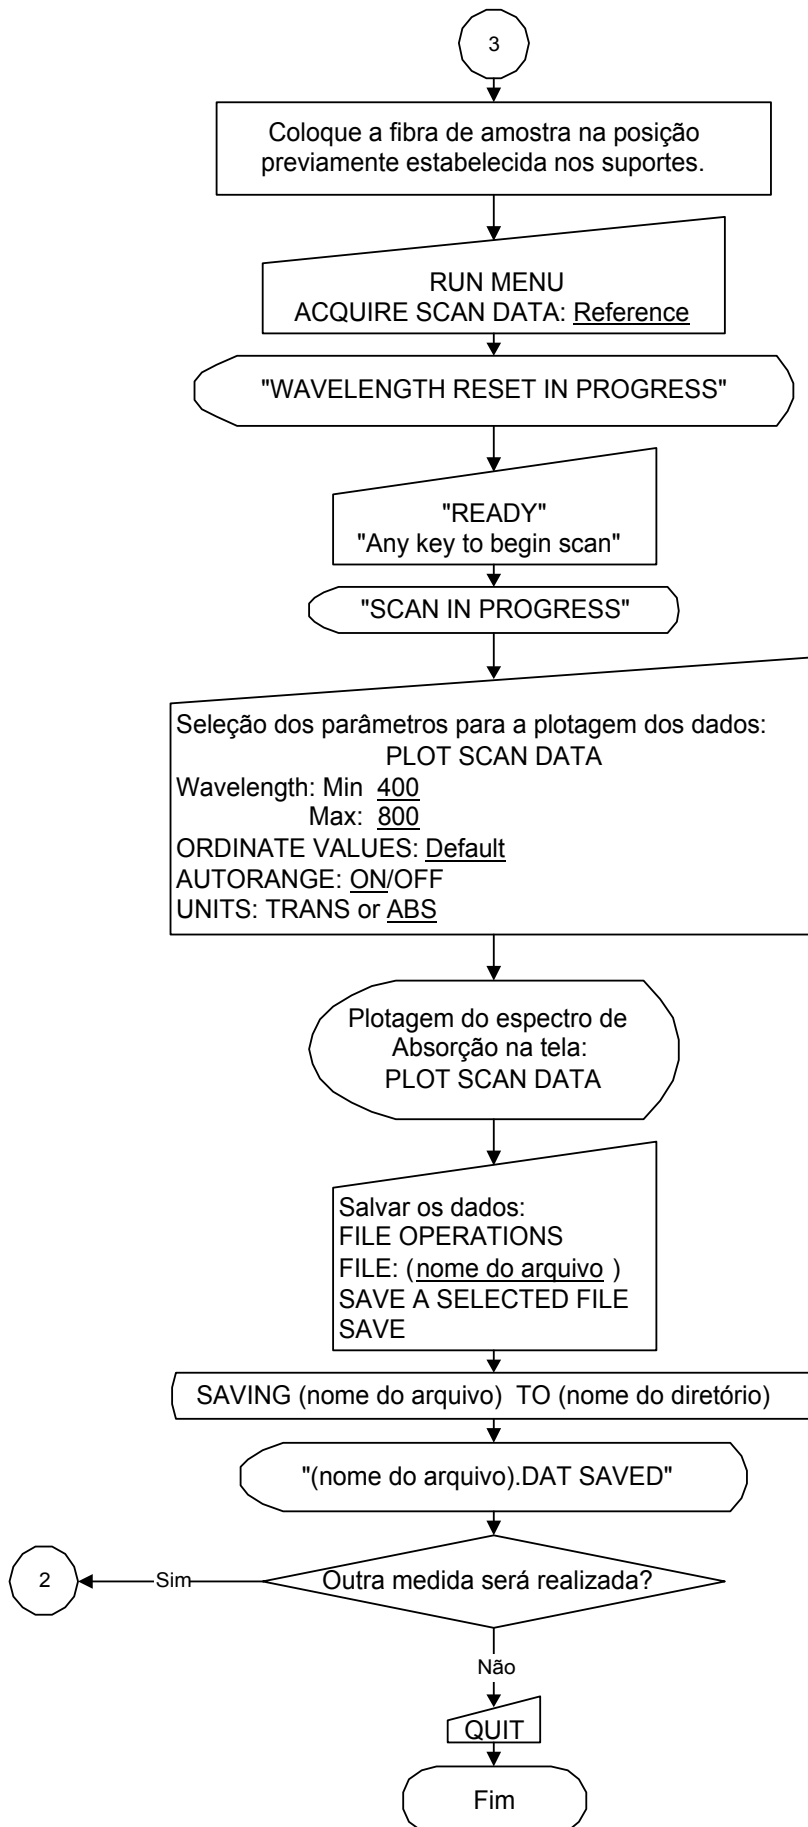 3
Coloque a fibra de amostra na posição
previamente estabelecida nos suportes.
RUN MENU
ACQUIRE SCAN DATA: Reference
"WAVELENGTH RESET IN PROGRESS"
"READY"
"Any key to begin scan"
"SCAN IN PROGRESS"
Seleção dos parâmetros para a plotagem dos dados:
PLOT SCAN DATA
Wavelength: Min 400
Max: 800
ORDINATE VALUES: Default
AUTORANGE: ON/OFF
UNITS: TRANS or ABS
Plotagem do espectro de
Absorção na tela:
PLOT SCAN DATA
Salvar os dados:
FILE OPERATIONS
FILE: (nome do arquivo )
SAVE A SELECTED FILE
SAVE
SAVING (nome do arquivo) TO (nome do diretório)
"(nome do arquivo).DAT SAVED"
2
Sim
Outra medida será realizada?
Não
QUIT
Fim